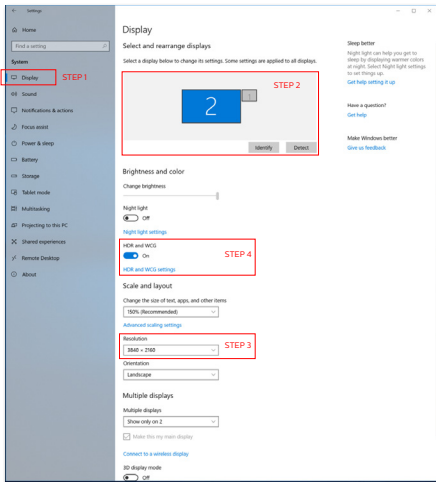 Settings
Home
Find a setting
System
Display
STEP 1
Sound
Notifications & actions
Focus assist
Power & sleep
Battery
Storage
Tablet mode
Multitasking
Projecting to this PC
Shared experiences
Remote Desktop
About
Display
Select and rearrange displays
Select a display below to change its settings. Some settings are applied to all displays.
STEP 2
2
1
Identify
Detect
Brightness and color
Change brightness
Night light
Off
Night light settings
HDR and WCG
On
STEP 4
HDR and WCG settings
Scale and layout
Change the size of text, apps, and other items
150% (Recommended)
Advanced scaling settings
Resolution
3840 × 2160
STEP 3
Orientation
Landscape
Multiple displays
Multiple displays
Show only on 2
Make this my main display
Connect to a wireless display
3D display mode
Off
Sleep better
Night light can help you get to
sleep by displaying warmer colors
at night. Select Night light settings
to set things up.
Get help setting it up
Have a question?
Get help
Make Windows better
Give us feedback